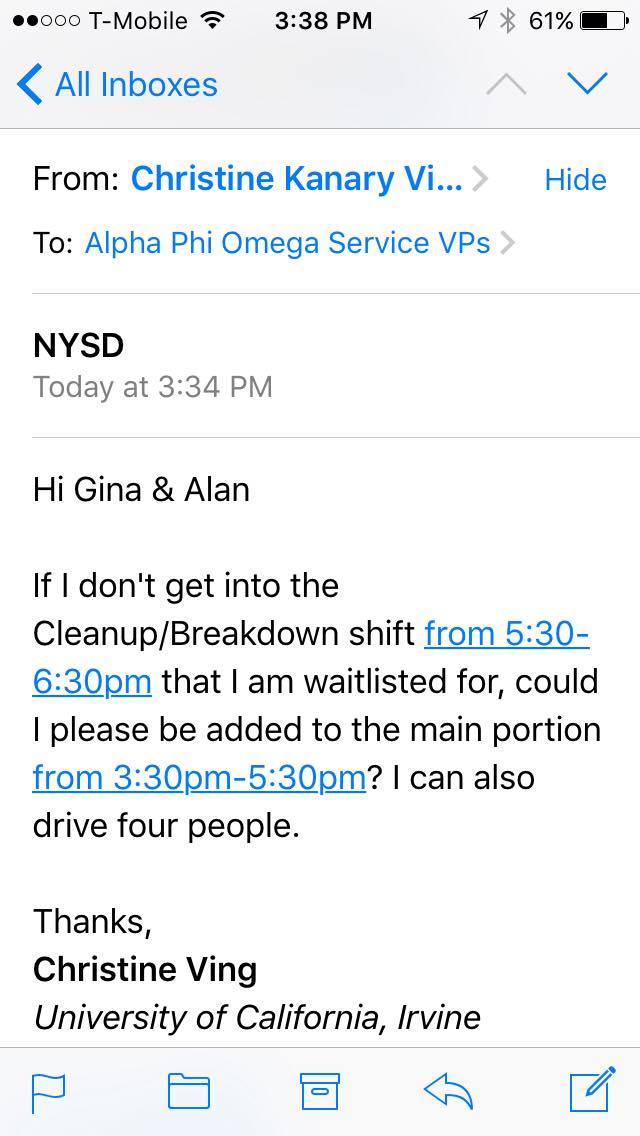 T-Mobile 3:38 PM 61%
All Inboxes
From: Christine Kanary Vi... Hide
To: Alpha Phi Omega Service VPs
NYSD
Today at 3:34 PM
Hi Gina & Alan
If I don't get into the
Cleanup/Breakdown shift from 5:30-
6:30pm that I am waitlisted for, could
I please be added to the main portion
from 3:30pm-5:30pm? I can also
drive four people.
Thanks,
Christine Ving
University of California, Irvine